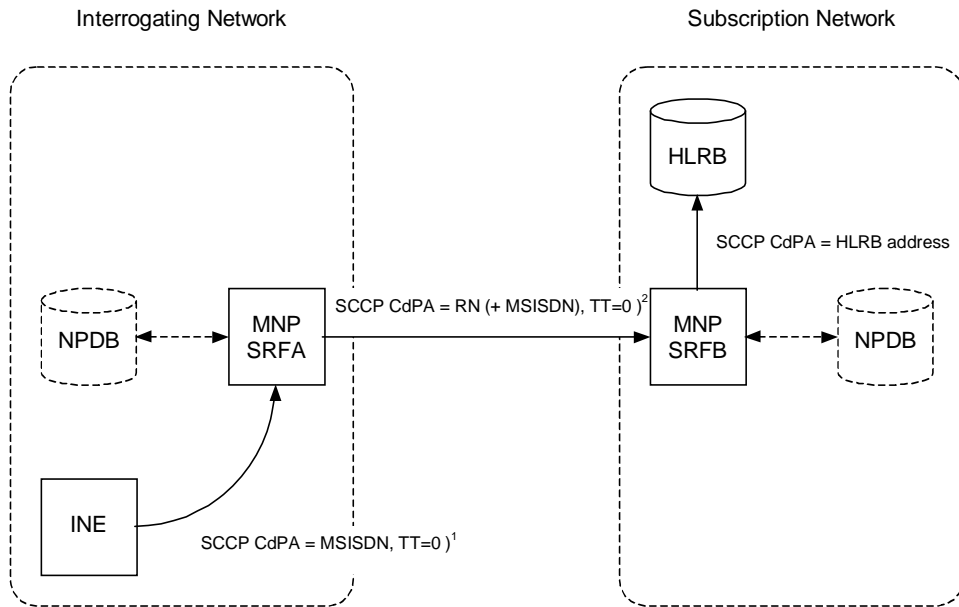 Interrogating Network
Subscription Network
HLRB
SCCP CdPA = HLRB address
SCCP CdPA = RN (+ MSISDN), TT=0 )²
NPDB
MNP
SRFA
MNP
SRFB
NPDB
INE
SCCP CdPA = MSISDN, TT=0 )¹